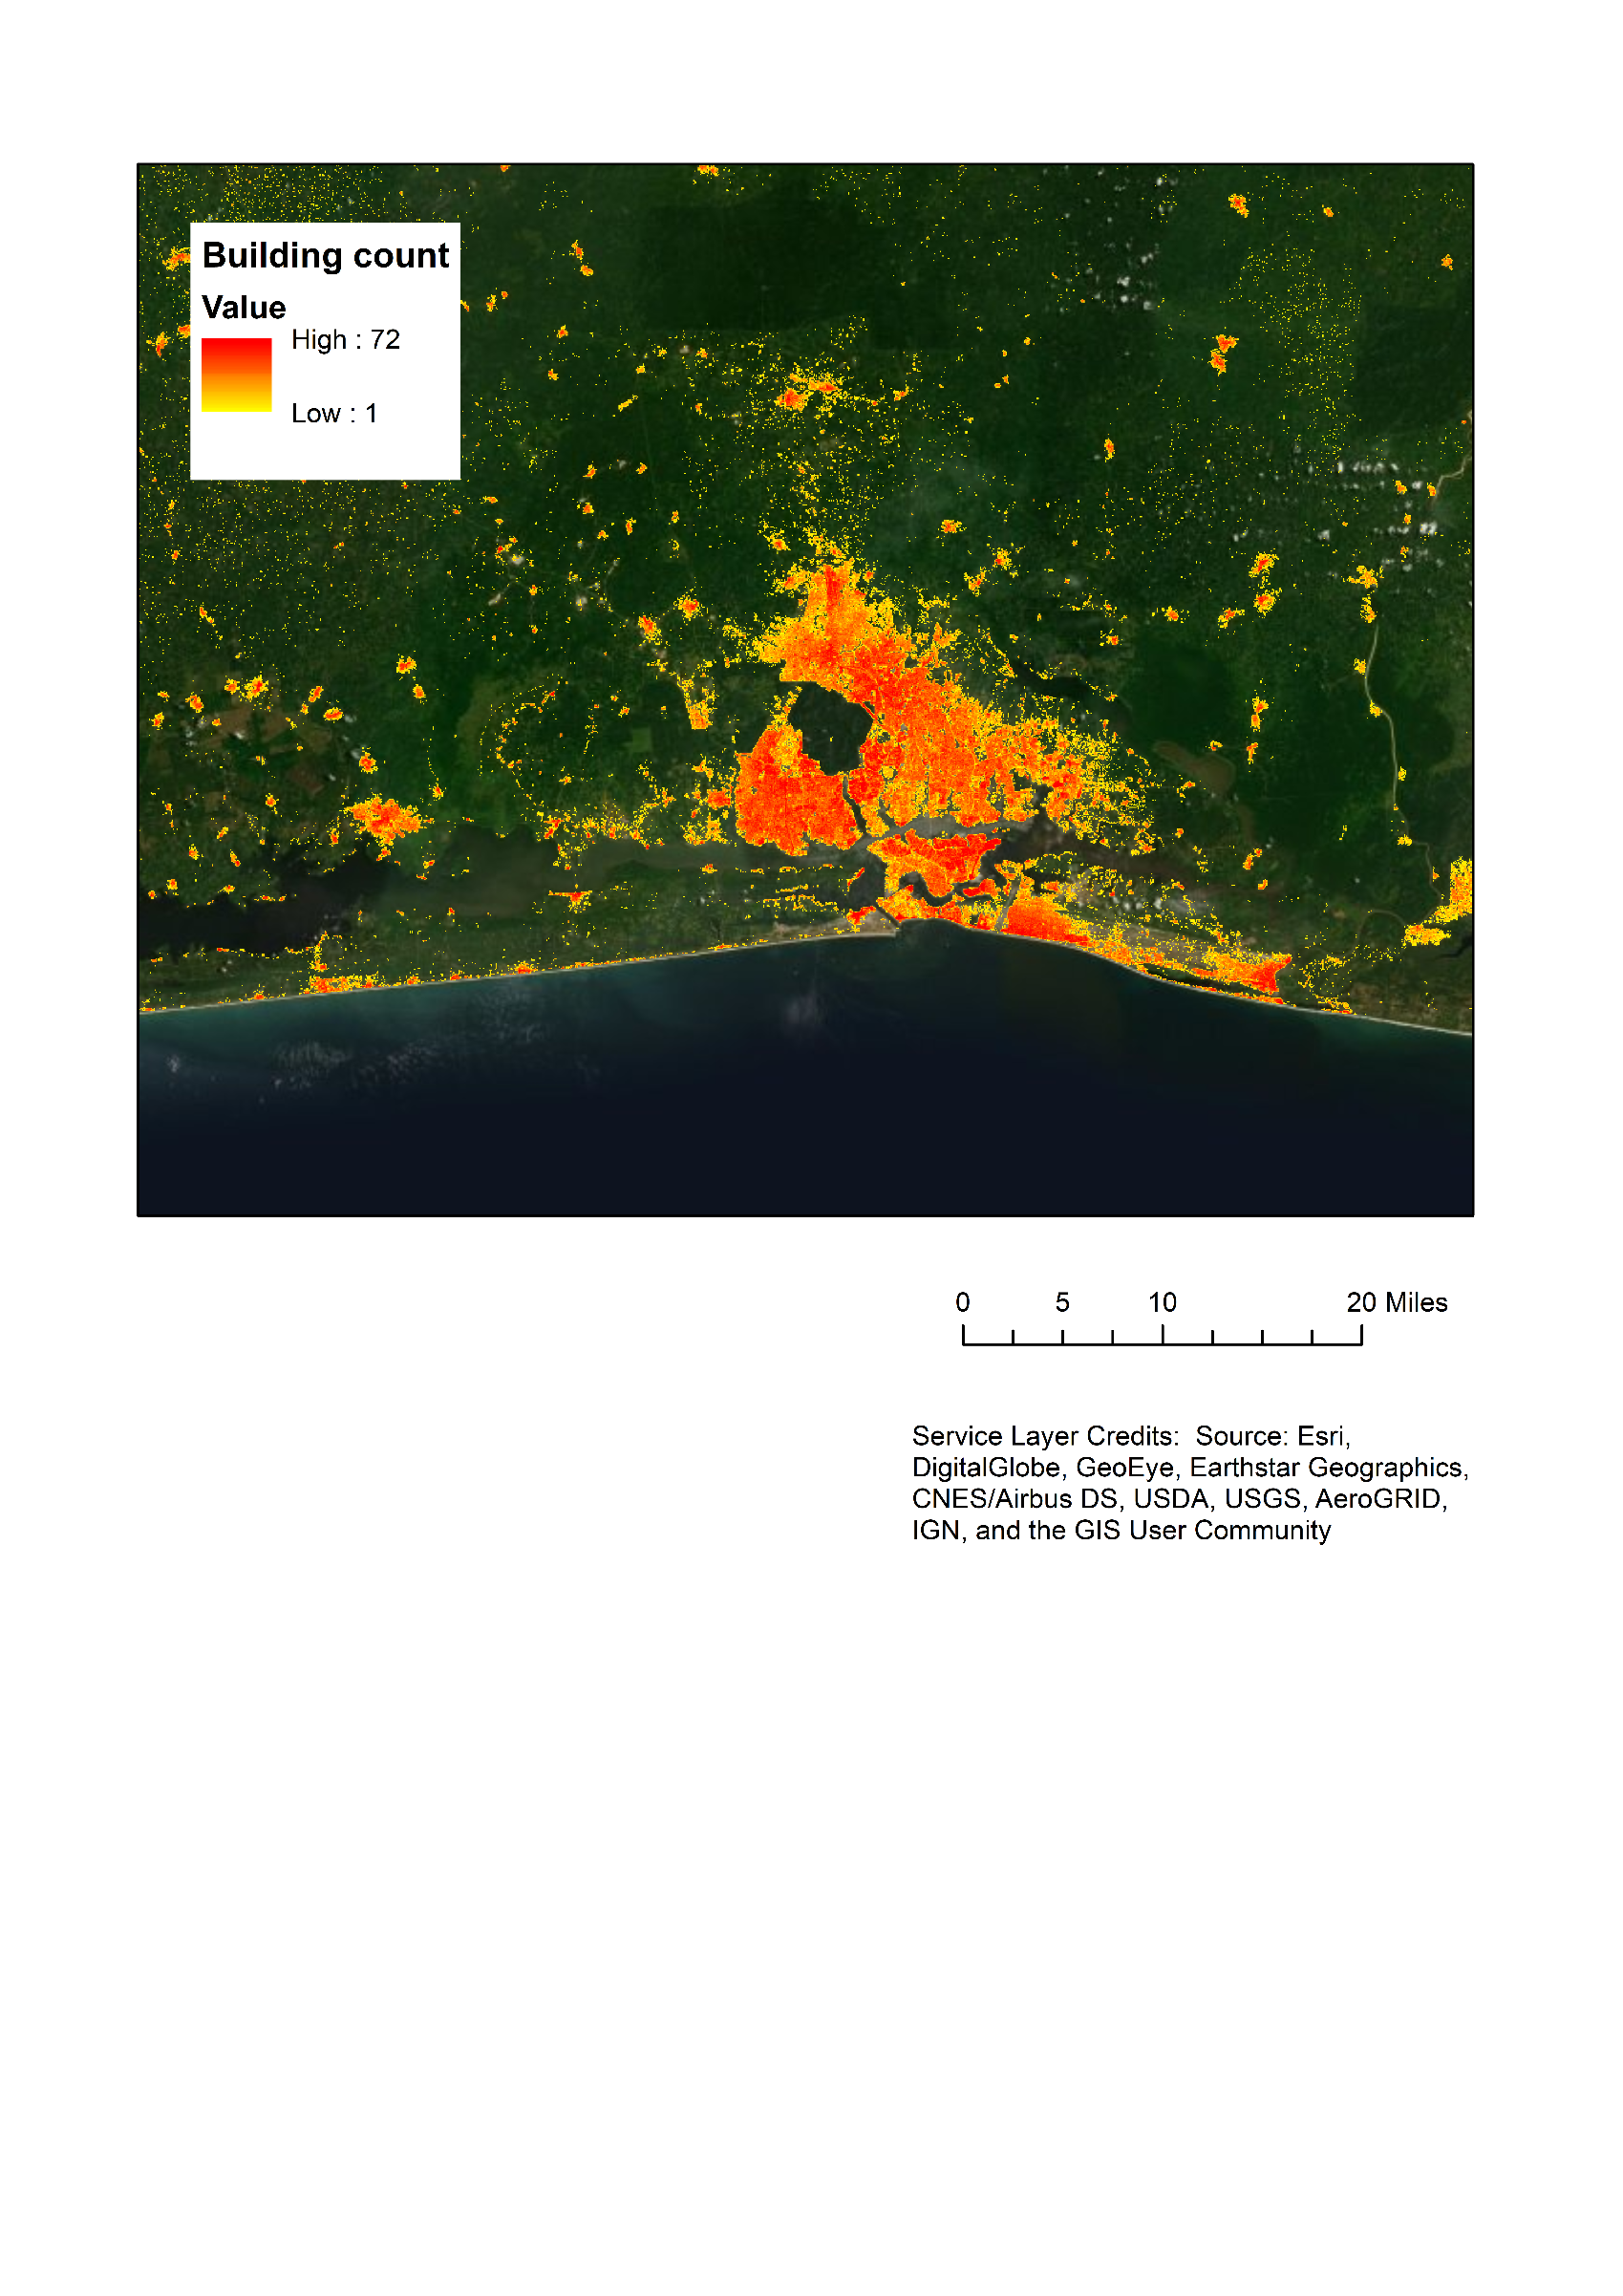 Building count
Value
High : 72
Low : 1
0 5 10 20 Miles
Service Layer Credits: Source: Esri,
DigitalGlobe, GeoEye, Earthstar Geographics,
CNES/Airbus DS, USDA, USGS, AeroGRID,
IGN, and the GIS User Community